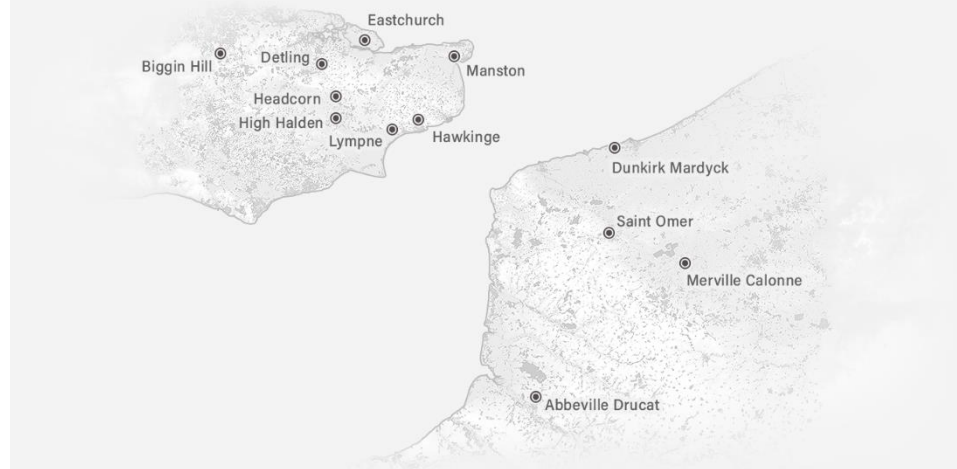 Eastchurch
Biggin Hill
Detling
Manston
Headcorn
High Halden
Lympne
Hawkinge
Dunkirk Mardyck
Saint Omer
Merville Calonne
Abbeville Drucat